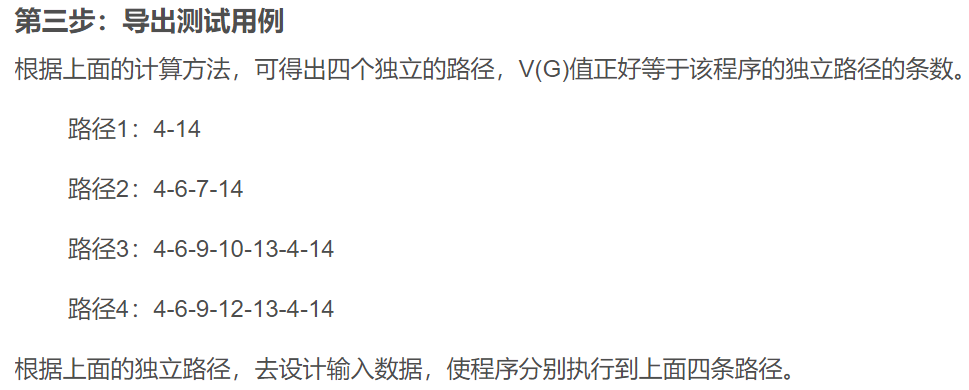 第三步：导出测试用例
根据上面的计算方法，可得出四个独立的路径，V(G)值正好等于该程序的独立路径的条数。
路径1：4-14
路径2：4-6-7-14
路径3：4-6-9-10-13-4-14
路径4：4-6-9-12-13-4-14
根据上面的独立路径，去设计输入数据，使程序分别执行到上面四条路径。